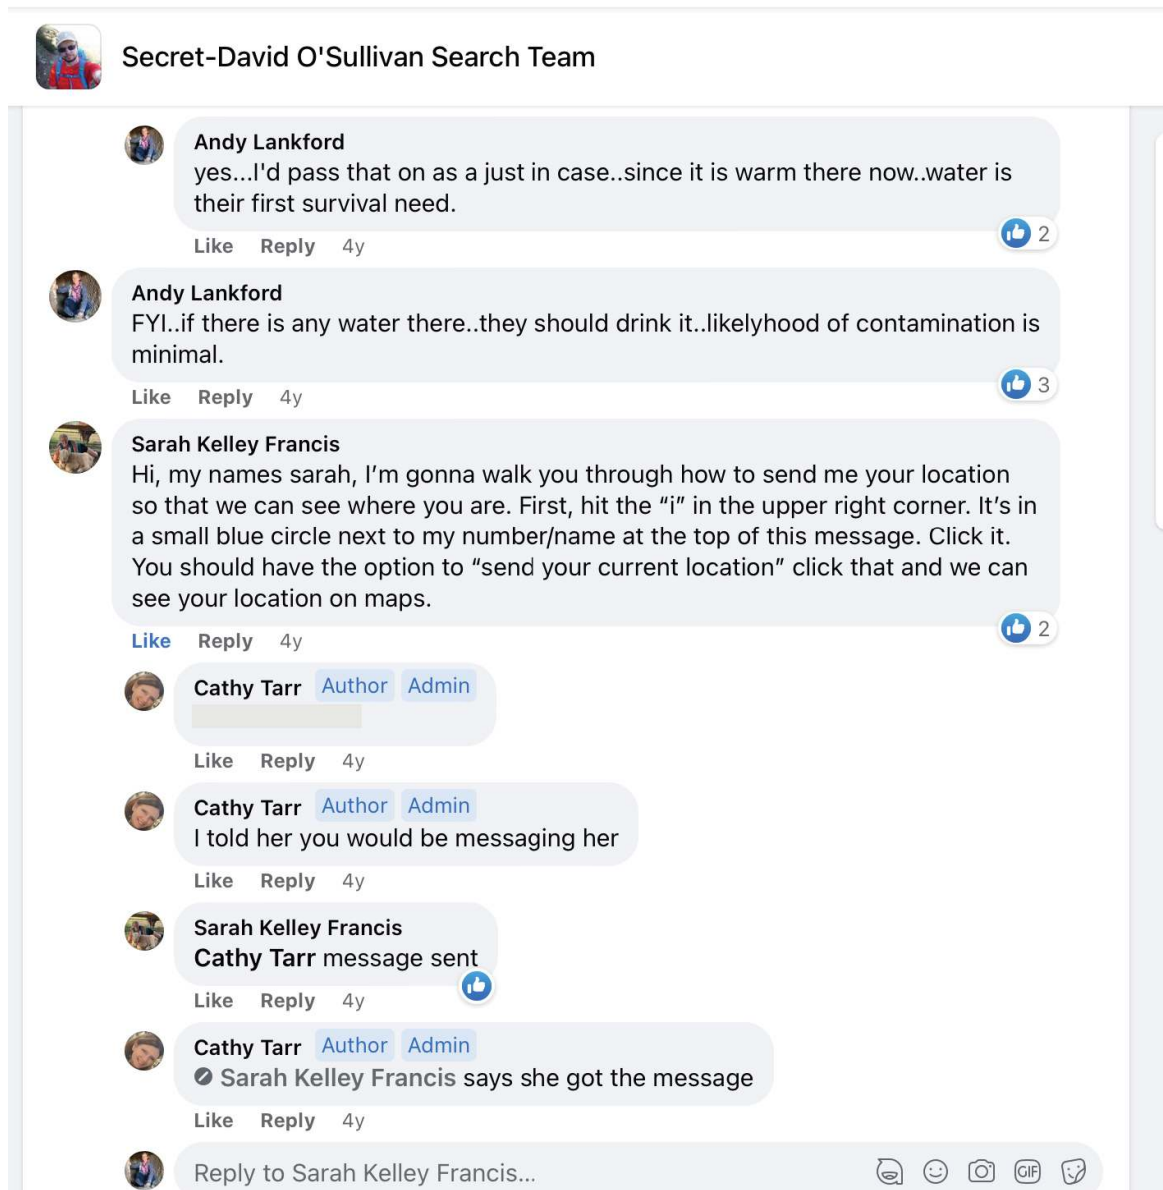 Secret-David O'Sullivan Search Team
Andy Lankford
yes...I'd pass that on as a just in case..since it is warm there now..water is
their first survival need.
2
Like Reply 4y
Andy Lankford
FYI..if there is any water there..they should drink it..likelyhood of contamination is
minimal.
3
Like Reply 4y
Sarah Kelley Francis
Hi, my names sarah, I’m gonna walk you through how to send me your location
so that we can see where you are. First, hit the “i” in the upper right corner. It’s in
a small blue circle next to my number/name at the top of this message. Click it.
You should have the option to “send your current location” click that and we can
see your location on maps.
2
Like Reply 4y
Cathy Tarr Author Admin
Like Reply 4y
Cathy Tarr Author Admin
I told her you would be messaging her
Like Reply 4y
Sarah Kelley Francis
Cathy Tarr message sent
Like Reply 4y
Cathy Tarr Author Admin
Sarah Kelley Francis says she got the message
Like Reply 4y
Reply to Sarah Kelley Francis...
GIF